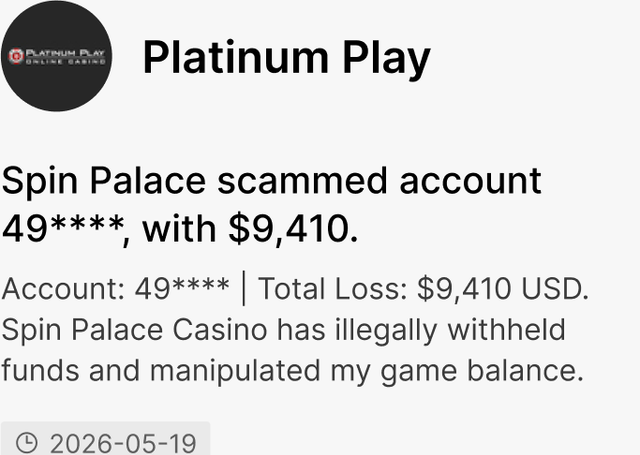 PLATINUM PLAY
ONLINE CASINO
Platinum Play
Spin Palace scammed account
49****, with $9,410.
Account: 49**** | Total Loss: $9,410 USD.
Spin Palace Casino has illegally withheld
funds and manipulated my game balance.
2026-05-19